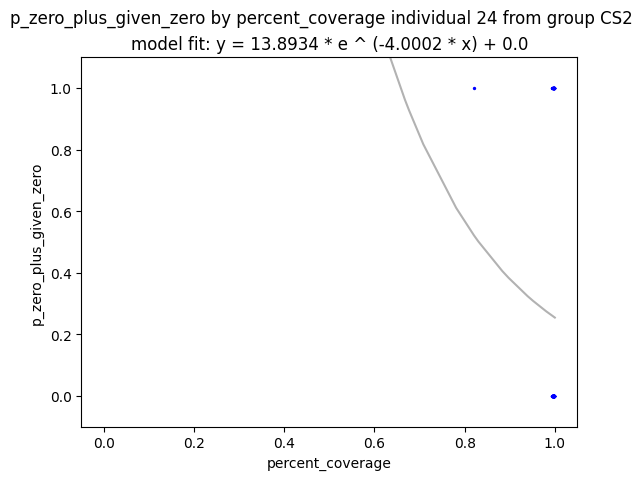 p_zero_plus_given_zero by percent_coverage individual 24 from group CS2
model fit: y = 13.8934 * e ^ (-4.0002 * x) + 0.0
p_zero_plus_given_zero
1.0
0.8
0.6
0.4
0.2
0.0
0.0 0.2 0.4 0.6 0.8 1.0
percent_coverage